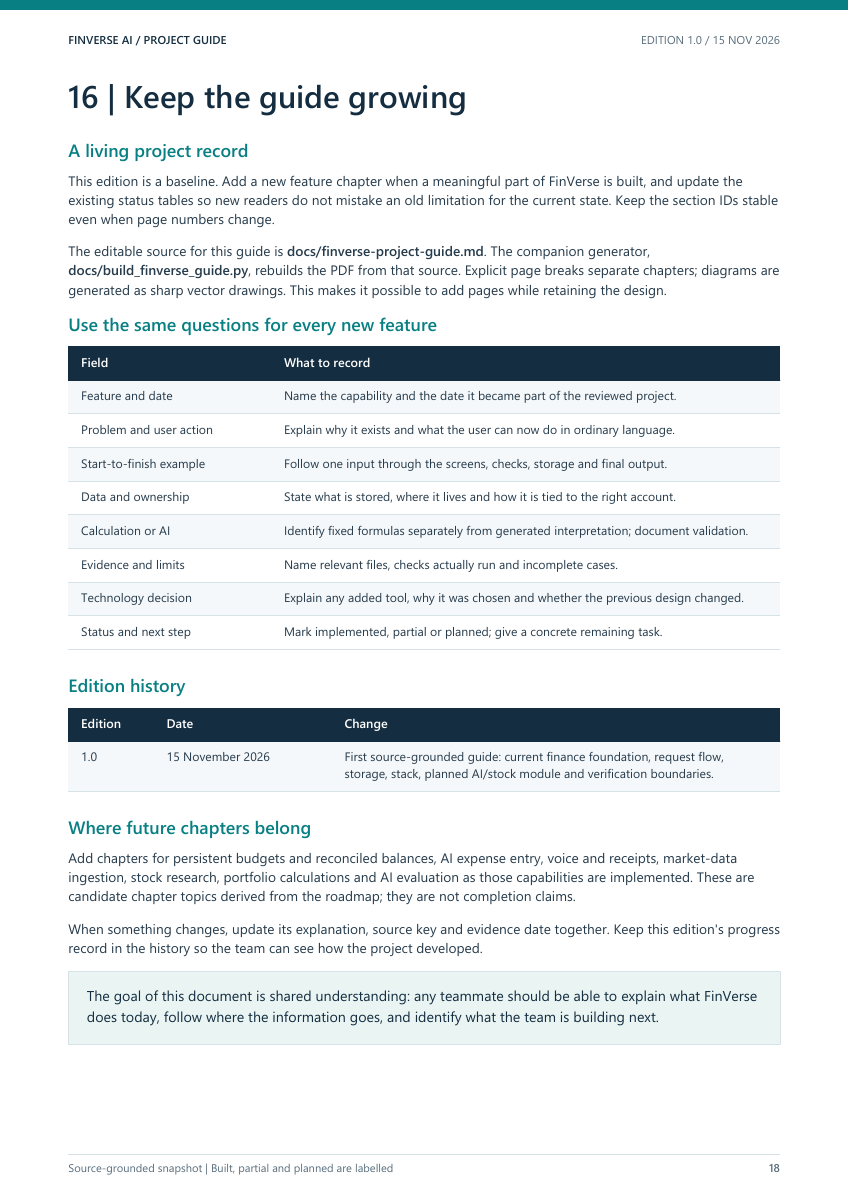 FINVERSE AI / PROJECT GUIDE
EDITION 1.0 / 15 NOV 2026
16 | Keep the guide growing
A living project record
This edition is a baseline. Add a new feature chapter when a meaningful part of FinVerse is built, and update the
existing status tables so new readers do not mistake an old limitation for the current state. Keep the section IDs stable
even when page numbers change.
The editable source for this guide is docs/finverse-project-guide.md. The companion generator,
docs/build_finverse_guide.py, rebuilds the PDF from that source. Explicit page breaks separate chapters; diagrams are
generated as sharp vector drawings. This makes it possible to add pages while retaining the design.
Use the same questions for every new feature
Field What to record
Feature and date Name the capability and the date it became part of the reviewed project.
Problem and user action Explain why it exists and what the user can now do in ordinary language.
Start-to-finish example Follow one input through the screens, checks, storage and final output.
Data and ownership State what is stored, where it lives and how it is tied to the right account.
Calculation or AI Identify fixed formulas separately from generated interpretation; document validation.
Evidence and limits Name relevant files, checks actually run and incomplete cases.
Technology decision Explain any added tool, why it was chosen and whether the previous design changed.
Status and next step Mark implemented, partial or planned; give a concrete remaining task.
Edition history
Edition Date Change
1.0 15 November 2026 First source-grounded guide: current finance foundation, request flow,
storage, stack, planned AI/stock module and verification boundaries.
Where future chapters belong
Add chapters for persistent budgets and reconciled balances, AI expense entry, voice and receipts, market-data
ingestion, stock research, portfolio calculations and AI evaluation as those capabilities are implemented. These are
candidate chapter topics derived from the roadmap; they are not completion claims.
When something changes, update its explanation, source key and evidence date together. Keep this edition's progress
record in the history so the team can see how the project developed.
The goal of this document is shared understanding: any teammate should be able to explain what FinVerse
does today, follow where the information goes, and identify what the team is building next.
Source-grounded snapshot | Built, partial and planned are labelled
18